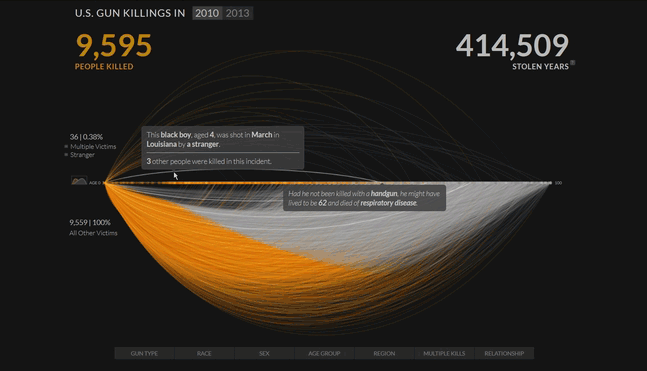 U.S. GUN KILLINGS IN 2010 2013
9,595
PEOPLE KILLED
414,509
STOLEN YEARS
36 | 0.38%
Multiple Victims
Stranger
This black boy, aged 4, was shot in March in
Louisiana by a stranger.
3 other people were killed in this incident.
AGE 0
100
Had he not been killed with a handgun, he might have
lived to be 62 and died of respiratory disease.
9,559 | 100%
All Other Victims
GUN TYPE RACE SEX AGE GROUP REGION MULTIPLE KILLS RELATIONSHIP